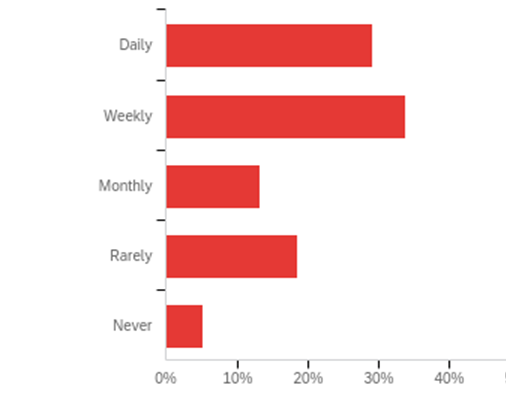 Daily
Weekly
Monthly
Rarely
Never
0% 10% 20% 30% 40%